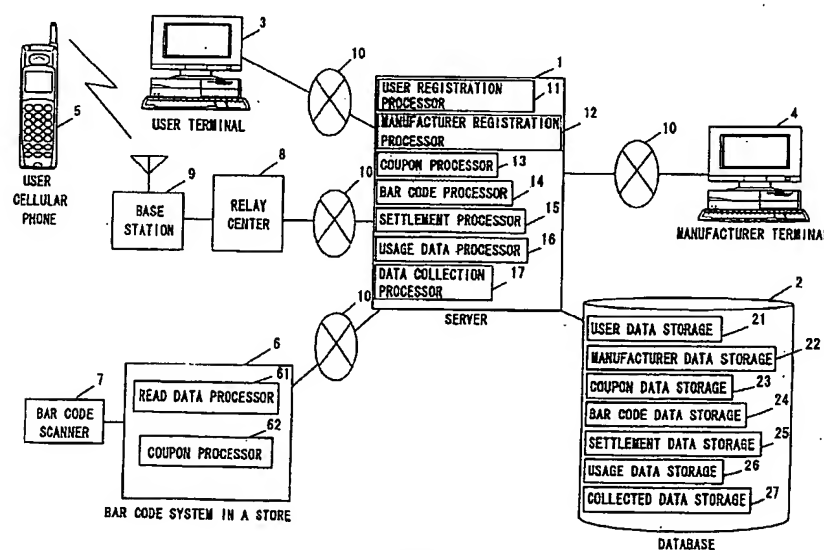 3
10
1
USER REGISTRATION
PROCESSOR
11
12
MANUFACTURER REGISTRATION
PROCESSOR
4
10
5
USER TERMINAL
USER
CELLULAR
PHONE
9
8
10
BASE
STATION
RELAY
CENTER
COUPON PROCESSOR
13
BAR CODE PROCESSOR
14
SETTLEMENT PROCESSOR
15
USAGE DATA PROCESSOR
16
DATA COLLECTION
PROCESSOR
17
SERVER
MANUFACTURER TERMINAL
10
2
USER DATA STORAGE
21
22
MANUFACTURER DATA STORAGE
COUPON DATA STORAGE
23
BAR CODE DATA STORAGE
24
SETTLEMENT DATA STORAGE
25
USAGE DATA STORAGE
26
COLLECTED DATA STORAGE
27
DATABASE
6
7
61
READ DATA PROCESSOR
BAR CODE
SCANNER
62
COUPON PROCESSOR
BAR CODE SYSTEM IN A STORE